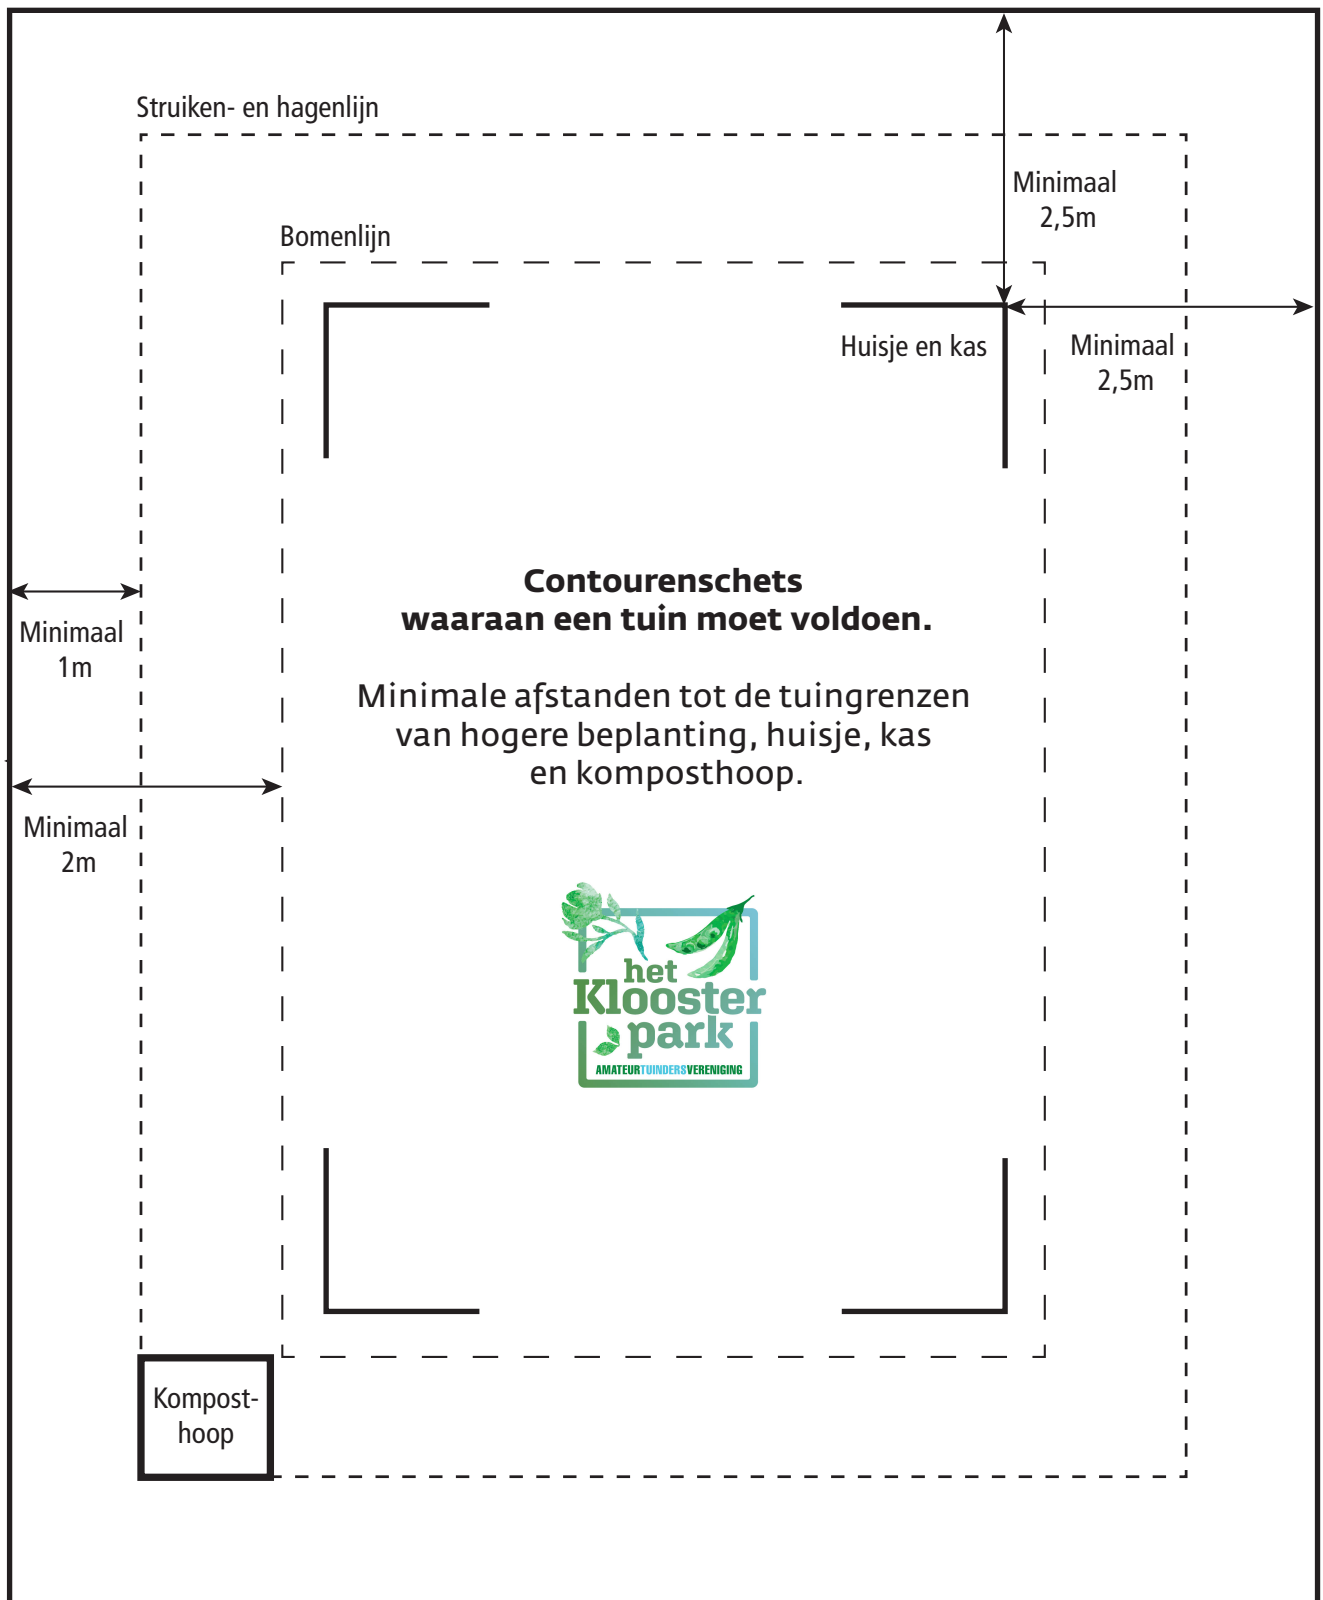 Struiken- en hagenlijn
Minimaal
2,5m
Bomenlijn
Huisje en kas
Minimaal
2,5m
Contourenschets
waaraan een tuin moet voldoen.
Minimaal
1m
Minimale afstanden tot de tuingrenzen
van hogere beplanting, huisje, kas
en komposthoop.
Minimaal
2m
het
Klooster
park
AMATEURTUINDERSVERENIGING
Kompost-
hoop